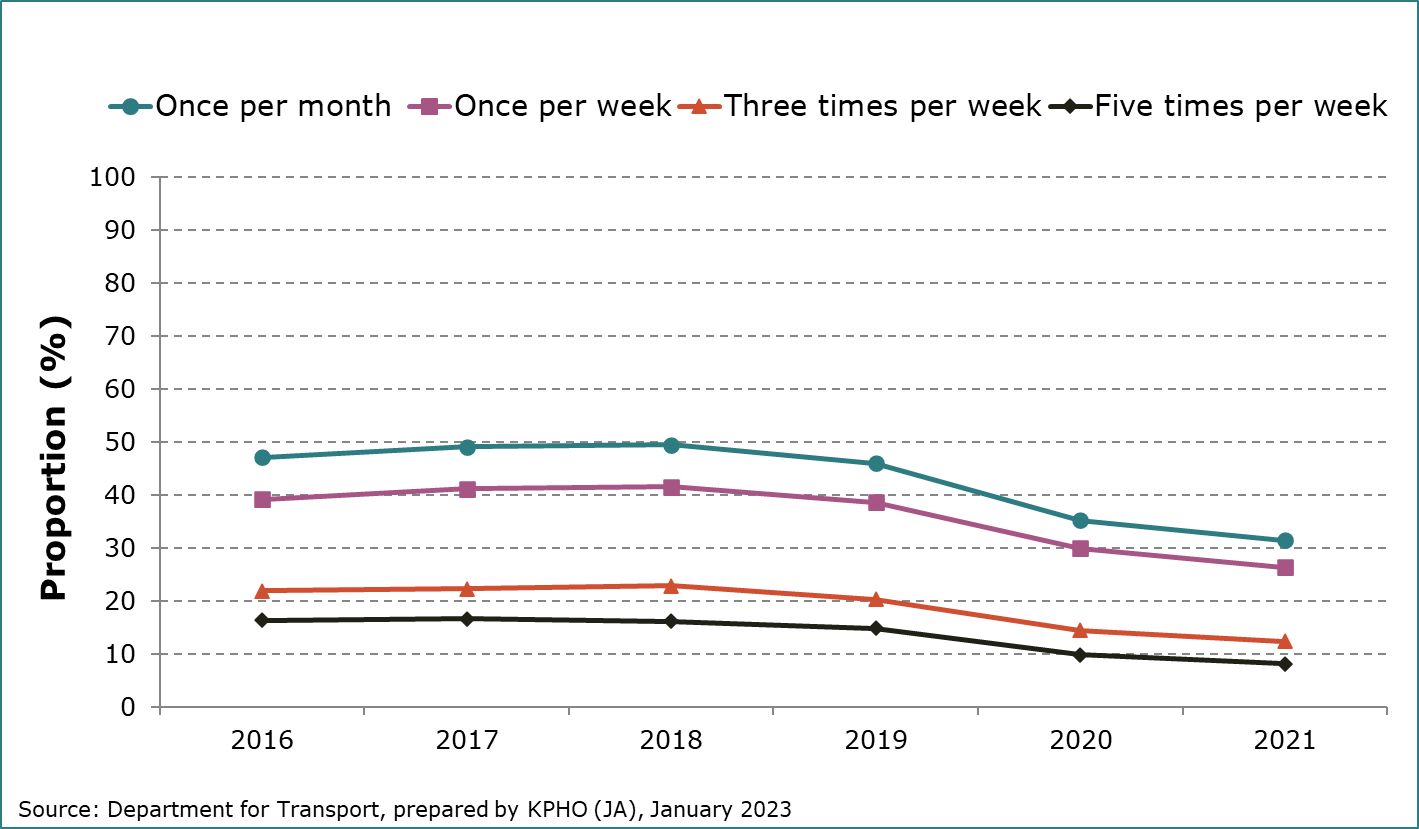 Once per month Once per week Three times per week Five times per week
100
90
80
70
60
50
40
30
20
10
0
Proportion (%)
2016 2017 2018 2019 2020 2021
Source: Department for Transport, prepared by KPHO (JA), January 2023